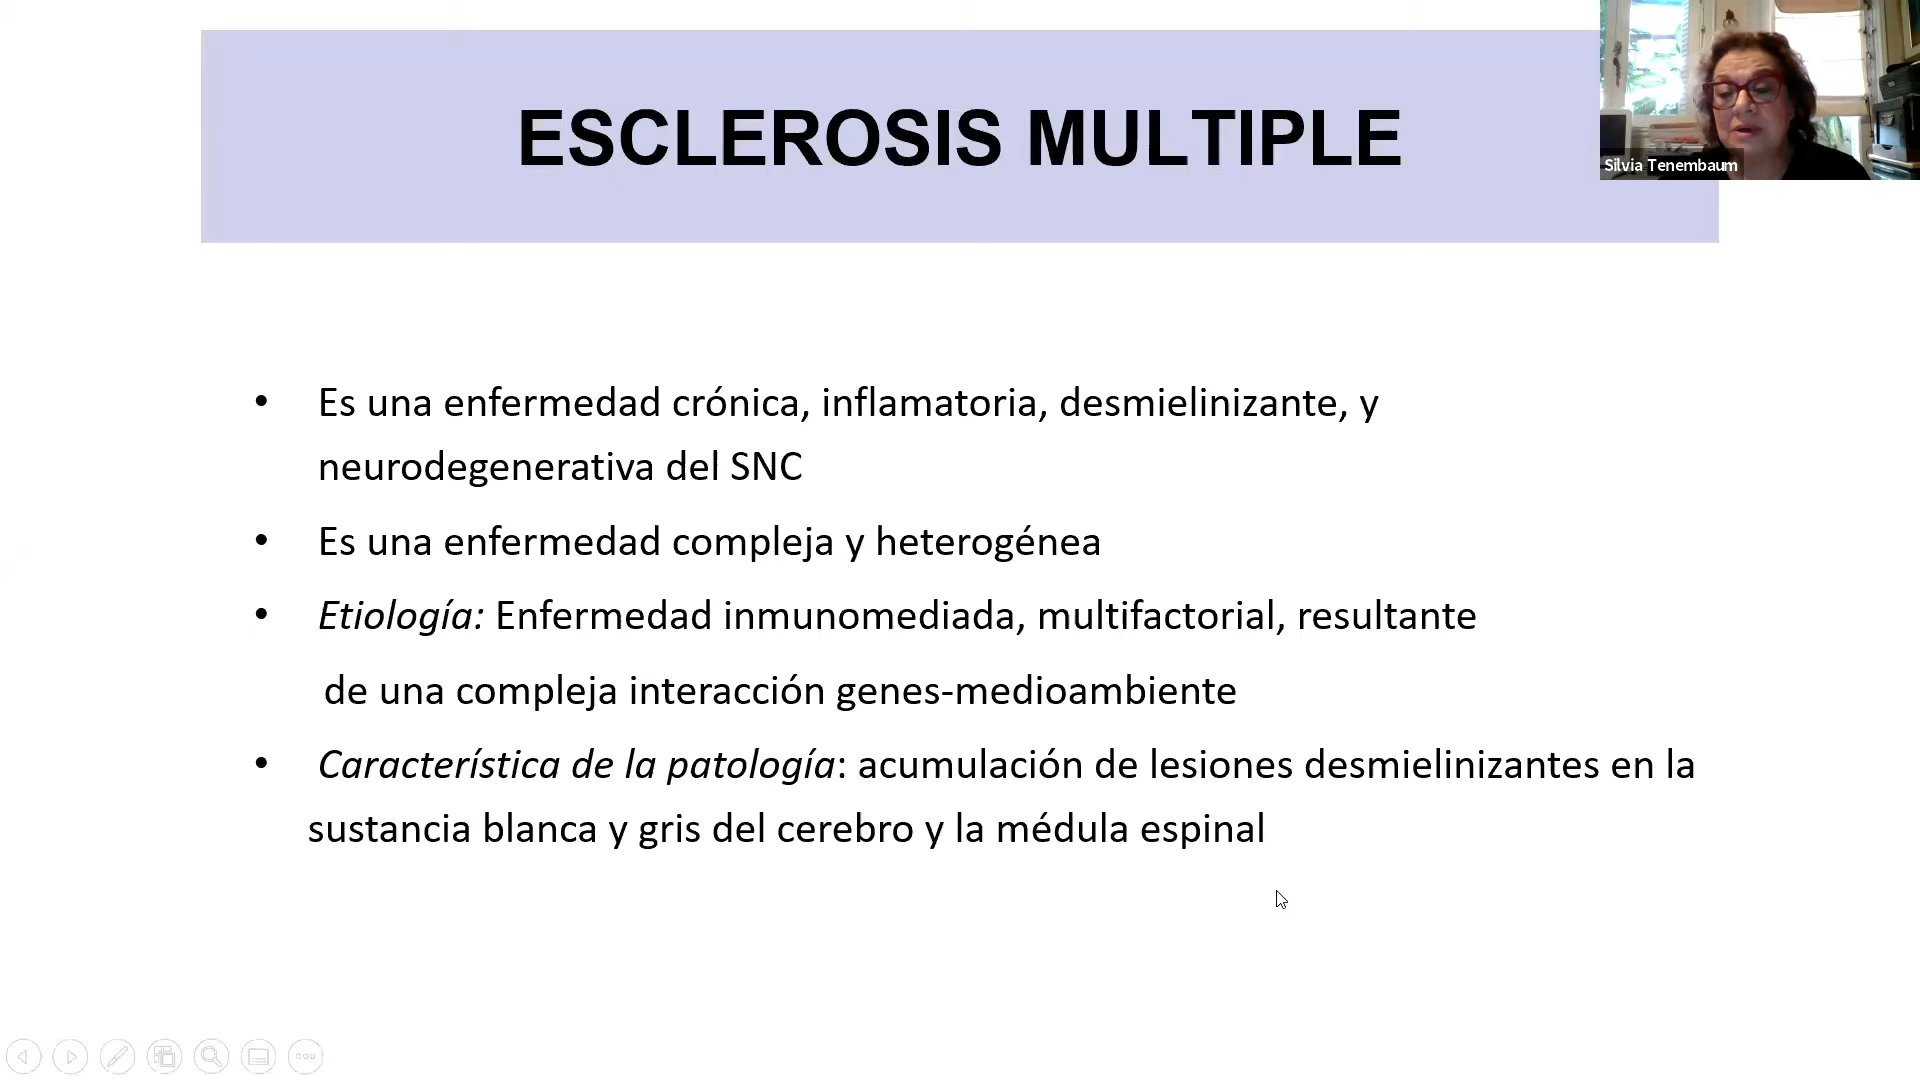 ESCLEROSIS MULTIPLE
Silvia Tenembaum
• Es una enfermedad crónica, inflamatoria, desmielinizante, y
neurodegenerativa del SNC
• Es una enfermedad compleja y heterogénea
• Etiología: Enfermedad inmunomediada, multifactorial, resultante
de una compleja interacción genes-medioambiente
• Característica de la patología: acumulación de lesiones desmielinizantes en la
sustancia blanca y gris del cerebro y la médula espinal